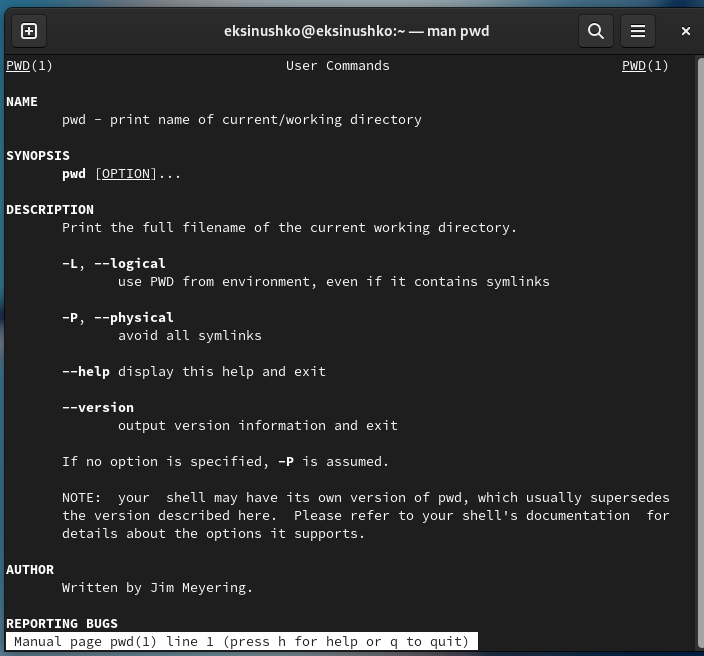 eksinushko@eksinushko:~ — man pwd
PWD(1) User Commands PWD(1)
NAME
pwd - print name of current/working directory
SYNOPSIS
pwd [OPTION]...
DESCRIPTION
Print the full filename of the current working directory.
-L, --logical
use PWD from environment, even if it contains symlinks
-P, --physical
avoid all symlinks
--help display this help and exit
--version
output version information and exit
If no option is specified, -P is assumed.
NOTE:  your  shell may have its own version of pwd, which usually supersedes
the version described here.  Please refer to your shell's documentation  for
details about the options it supports.
AUTHOR
Written by Jim Meyering.
REPORTING BUGS
Manual page pwd(1) line 1 (press h for help or q to quit)